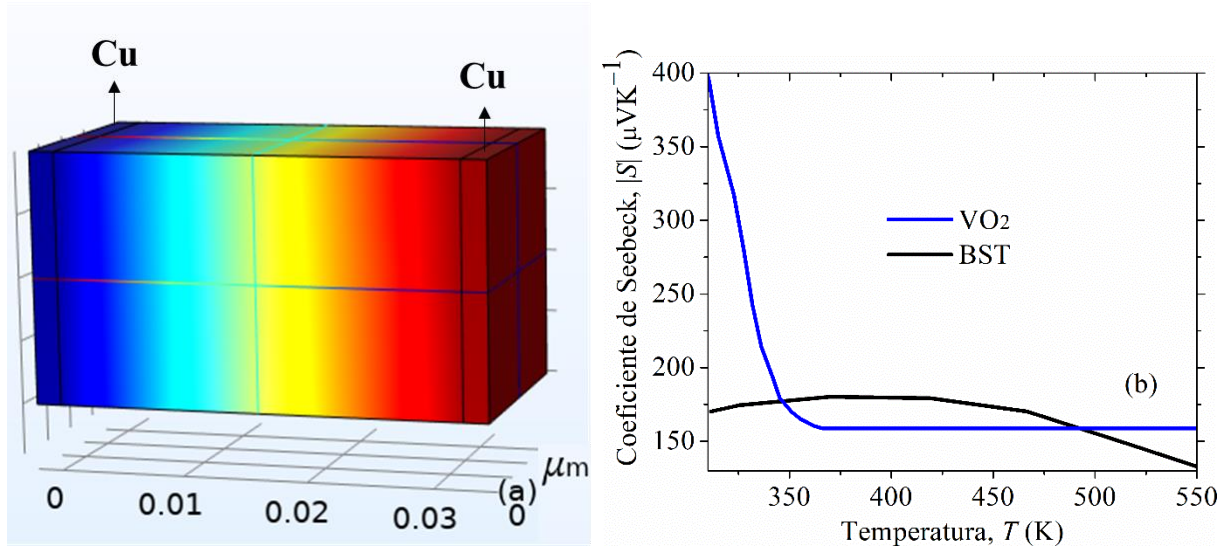 Cu
Cu
μm
(a)
0
0.01
0.02
0.03
0
Coeficiente de Seebeck, |S| (μVK⁻¹)
400
350
300
250
200
150
VO₂
BST
(b)
350
400
450
500
550
Temperatura, T (K)